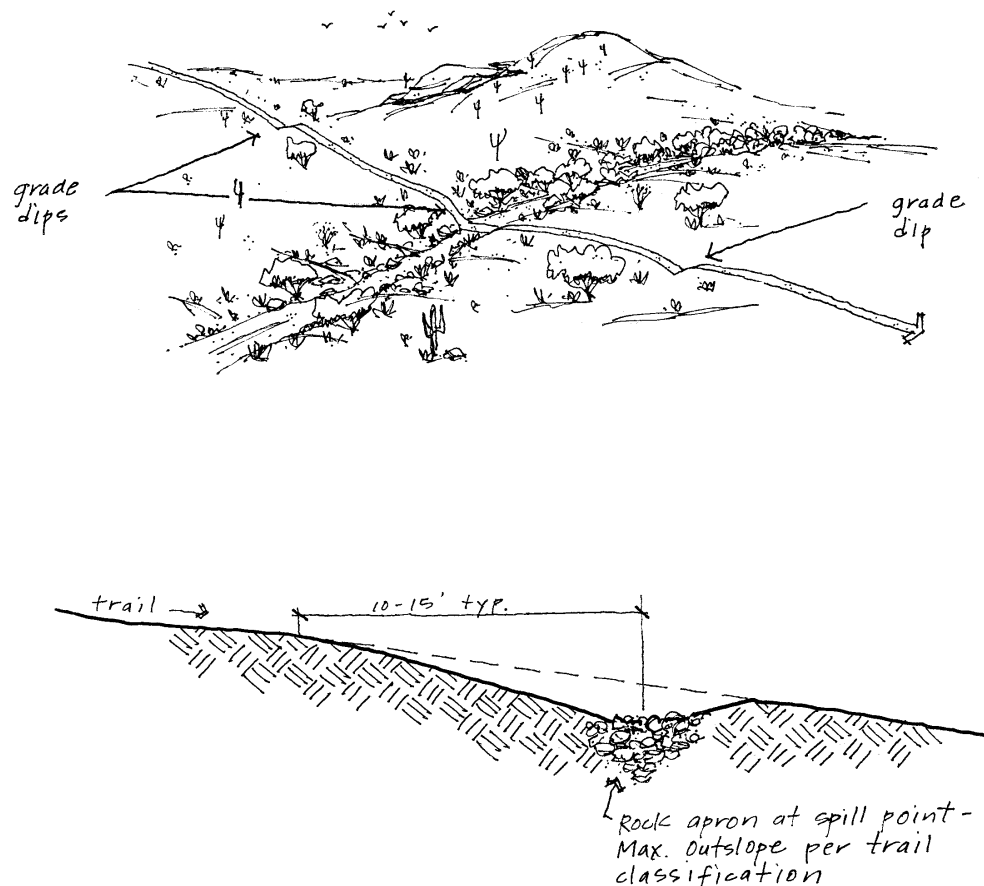 grade
dips
grade
dip
trail
10-15' typ.
Rock apron at spill point -
Max. outslope per trail
classification